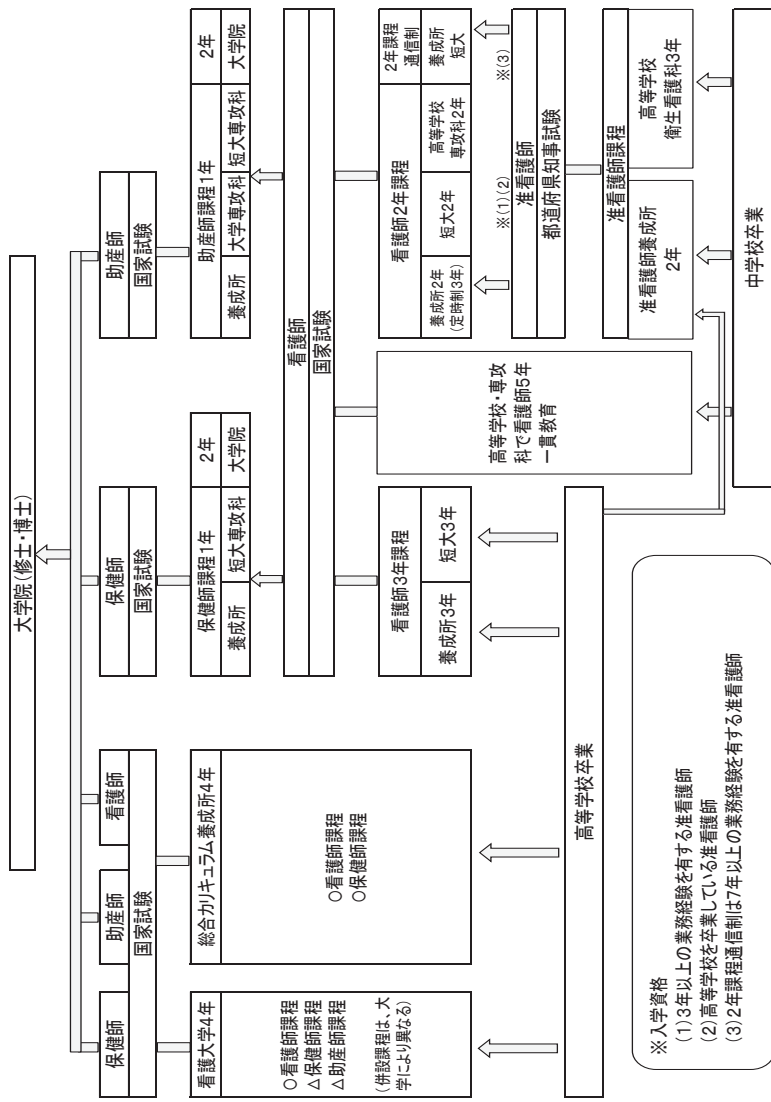 大学院(修士・博士)
保健師
助産師
看護師
国家試験
保健師
国家試験
助産師
国家試験
看護大学4年
○看護師課程
△保健師課程
△助産師課程
(併設課程は、大
学により異なる)
総合カリキュラム養成所4年
○看護師課程
○保健師課程
保健師課程1年
2年
養成所
短大専攻科
大学院
助産師課程1年
2年
養成所
大学専攻科
短大専攻科
大学院
看護師
国家試験
看護師3年課程
養成所3年
短大3年
高等学校・専攻
科で看護師5年
一貫教育
看護師2年課程
2年課程
通信制
養成所2年
(定時制3年)
短大2年
高等学校
専攻科2年
養成所
短大
※(1)(2)
※(3)
准看護師
都道府県知事試験
准看護師課程
准看護師養成所
2年
高等学校
衛生看護科3年
高等学校卒業
中学校卒業
※入学資格
(1)3年以上の業務経験を有する准看護師
(2)高等学校を卒業している准看護師
(3)2年課程通信制は7年以上の業務経験を有する准看護師